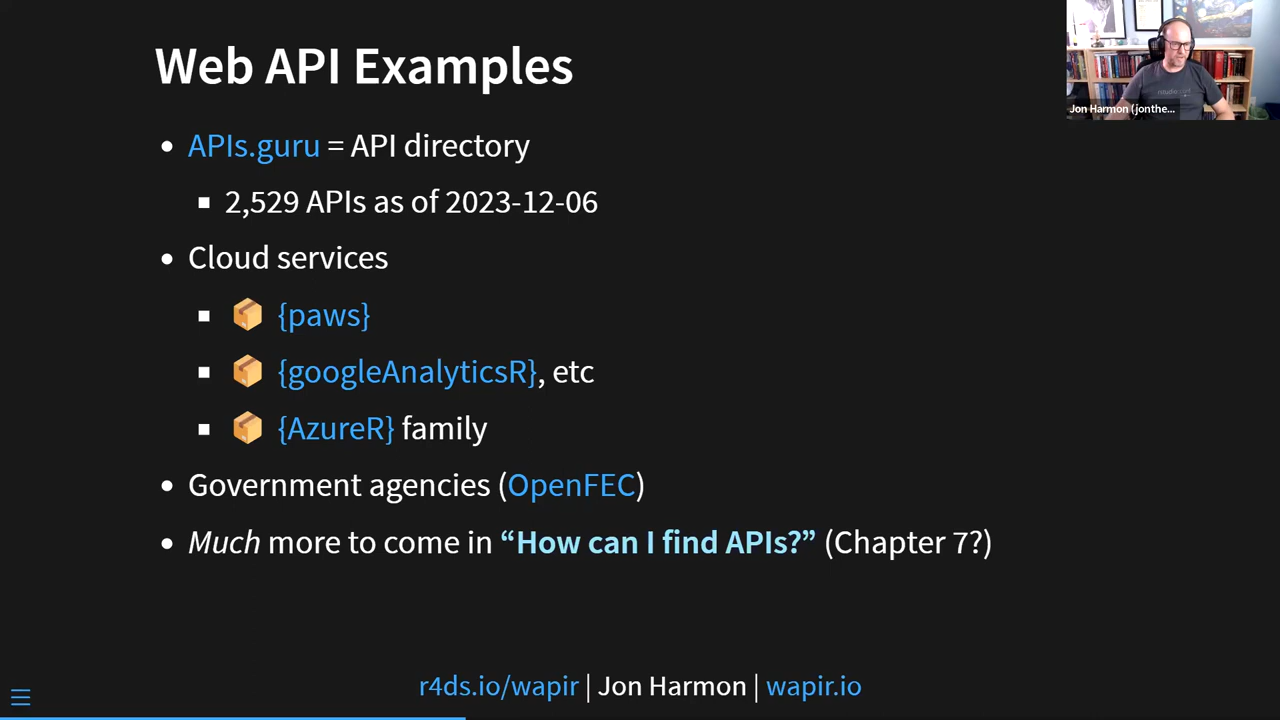 Web API Examples
Jon Harmon (jonthe...
APIs.guru = API directory
2,529 APIs as of 2023-12-06
Cloud services
{paws}
{googleAnalyticsR}, etc
{AzureR} family
Government agencies (OpenFEC)
Much more to come in “How can I find APIs?” (Chapter 7?)
r4ds.io/wapir | Jon Harmon | wapir.io